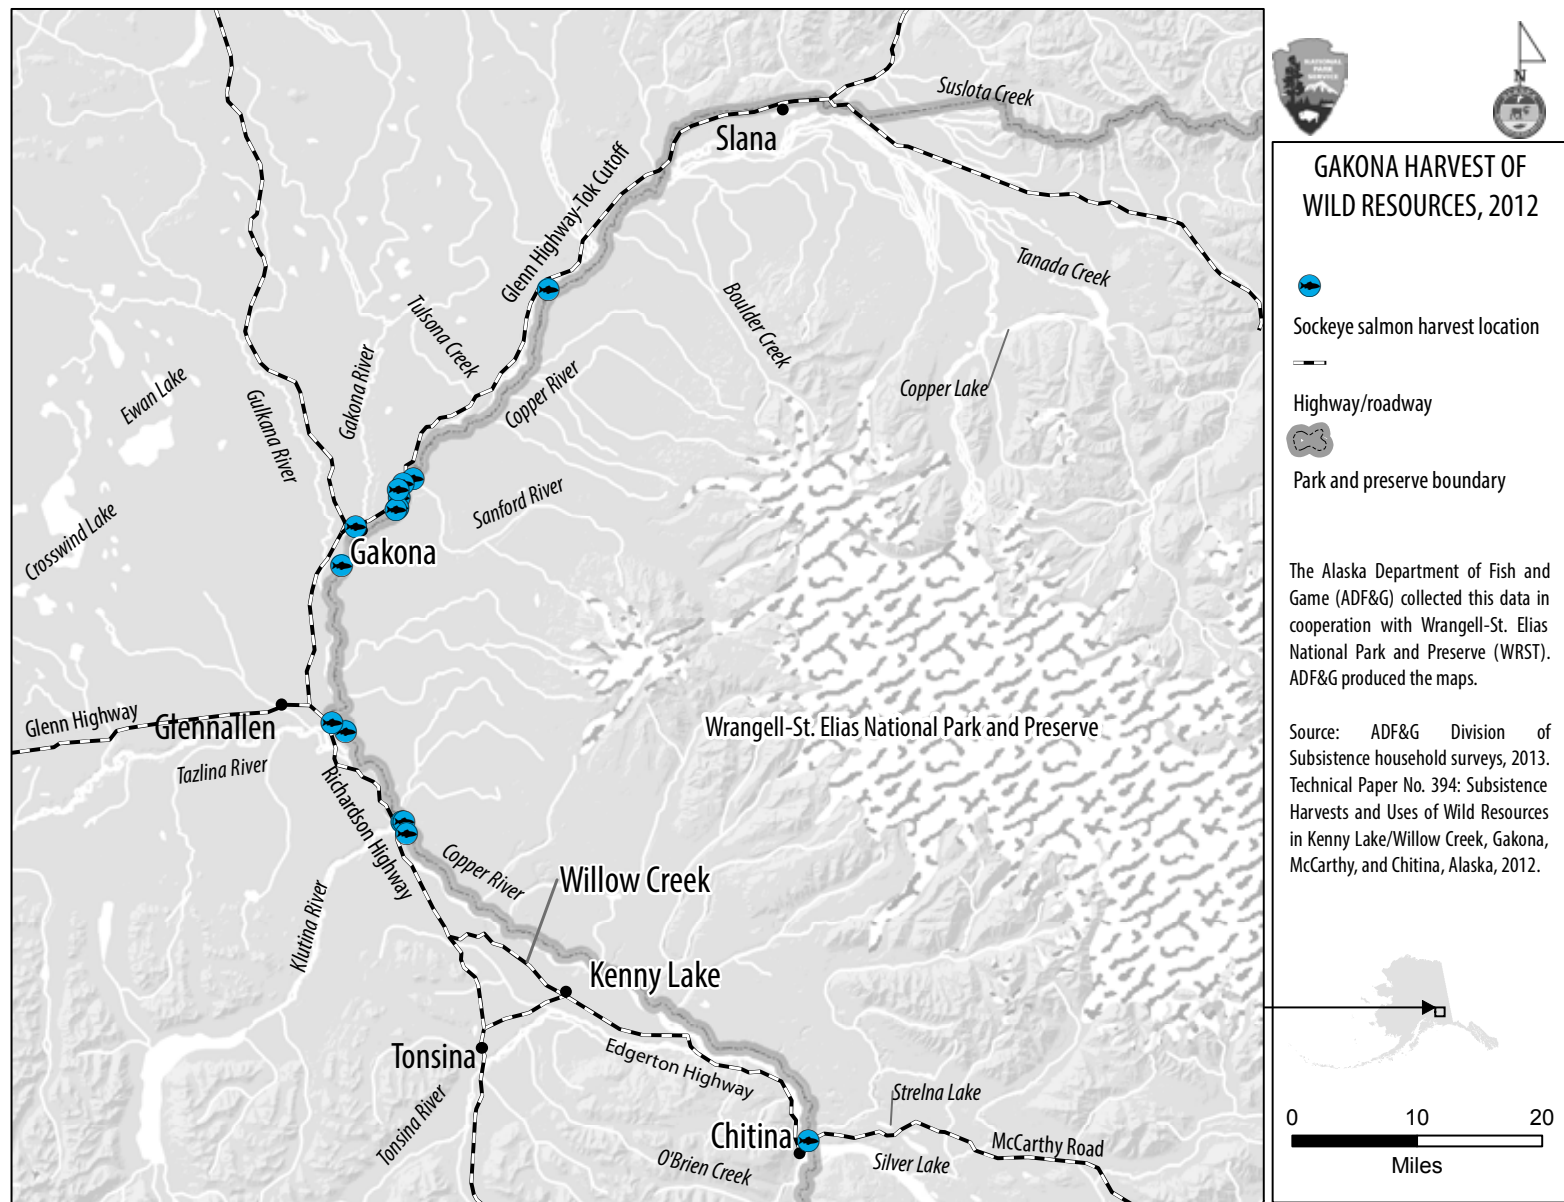 Suslota Creek
Slana
Glenn Highway-Tok Cutoff
Tanada Creek
Boulder Creek
Tulsona Creek
Copper Lake
Gakona River
Copper River
Ewan Lake
Gulkana River
Sanford River
Crosswind Lake
Gakona
Glenn Highway
Glennallen
Wrangell-St. Elias National Park and Preserve
Tazlina River
Richardson Highway
Copper River
Willow Creek
Klutina River
Kenny Lake
Tonsina
Edgerton Highway
Strelna Lake
Tonsina River
Chitina
McCarthy Road
O'Brien Creek
Silver Lake
NATIONAL
PARK
SERVICE
N
GAKONA HARVEST OF
WILD RESOURCES, 2012
Sockeye salmon harvest location
Highway/roadway
Park and preserve boundary
The Alaska Department of Fish and
Game (ADF&G) collected this data in
cooperation with Wrangell-St. Elias
National Park and Preserve (WRST).
ADF&G produced the maps.
Source: ADF&G Division of
Subsistence household surveys, 2013.
Technical Paper No. 394: Subsistence
Harvests and Uses of Wild Resources
in Kenny Lake/Willow Creek, Gakona,
McCarthy, and Chitina, Alaska, 2012.
0 10 20
Miles